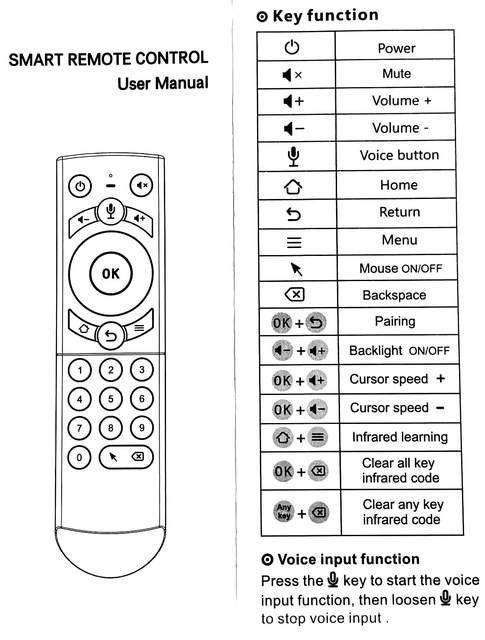 SMART REMOTE CONTROL
User Manual
OK
1 2 3
4 5 6
7 8 9
0
Key function
Power
Mute
Volume +
Volume -
Voice button
Home
Return
Menu
Mouse ON/OFF
Backspace
OK + Pairing
+ Backlight ON/OFF
OK + Cursor speed +
OK + Cursor speed -
+ Infrared learning
OK + Clear all key
infrared code
Any
key + Clear any key
infrared code
Voice input function
Press the key to start the voice
input function, then loosen key
to stop voice input .